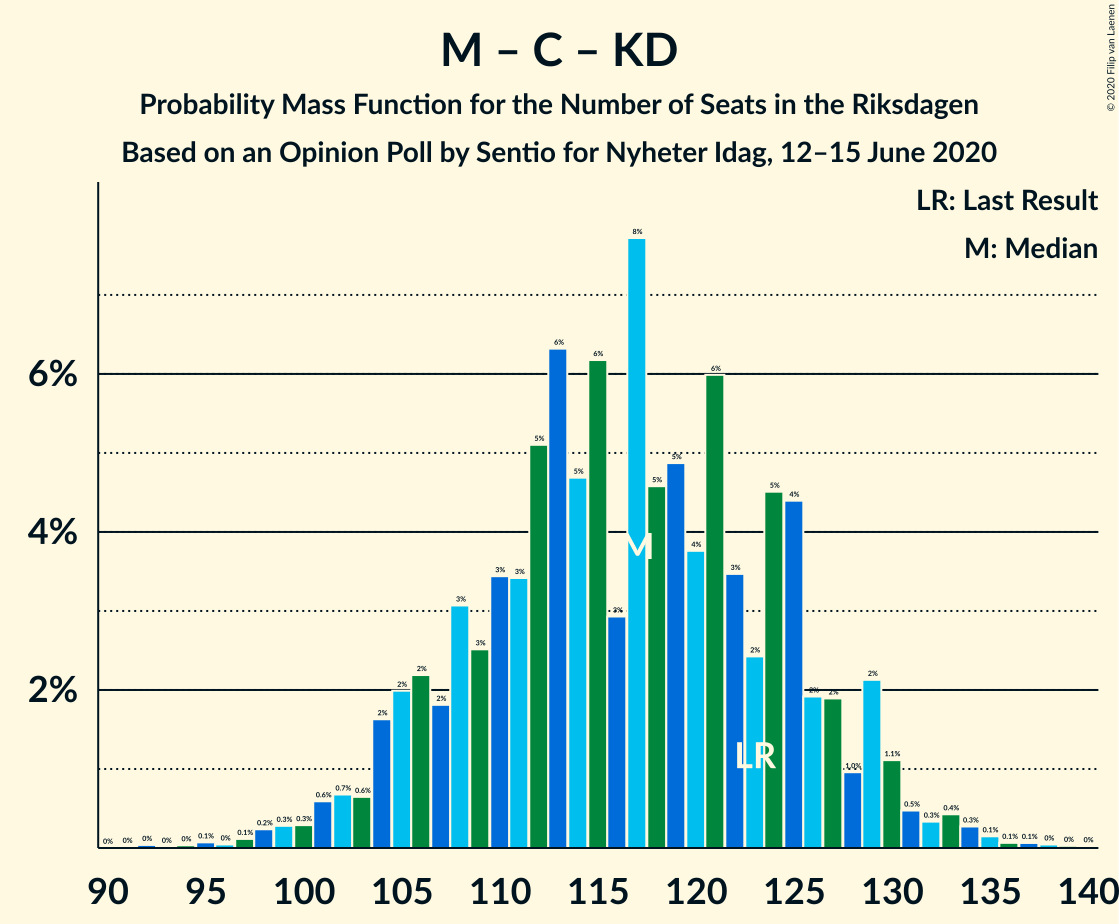 M – C – KD
Probability Mass Function for the Number of Seats in the Riksdagen
Based on an Opinion Poll by Sentio for Nyheter Idag, 12–15 June 2020
© 2020 Filip van Laenen
LR: Last Result
M: Median
6%
4%
2%
0% 0% 0% 0% 0% 0.1% 0% 0.1% 0.2% 0.3% 0.3% 0.6% 0.7% 0.6% 2% 2% 2% 2% 3% 3% 3% 3% 5% 6% 5% 6% 3% 8% 5% 5% 4% 6% 3% 2% 5% 4% 2% 2% 1.0% 2% 1.1% 0.5% 0.3% 0.4% 0.3% 0.1% 0.1% 0.1% 0% 0% 0%
M
LR
90 95 100 105 110 115 120 125 130 135 140